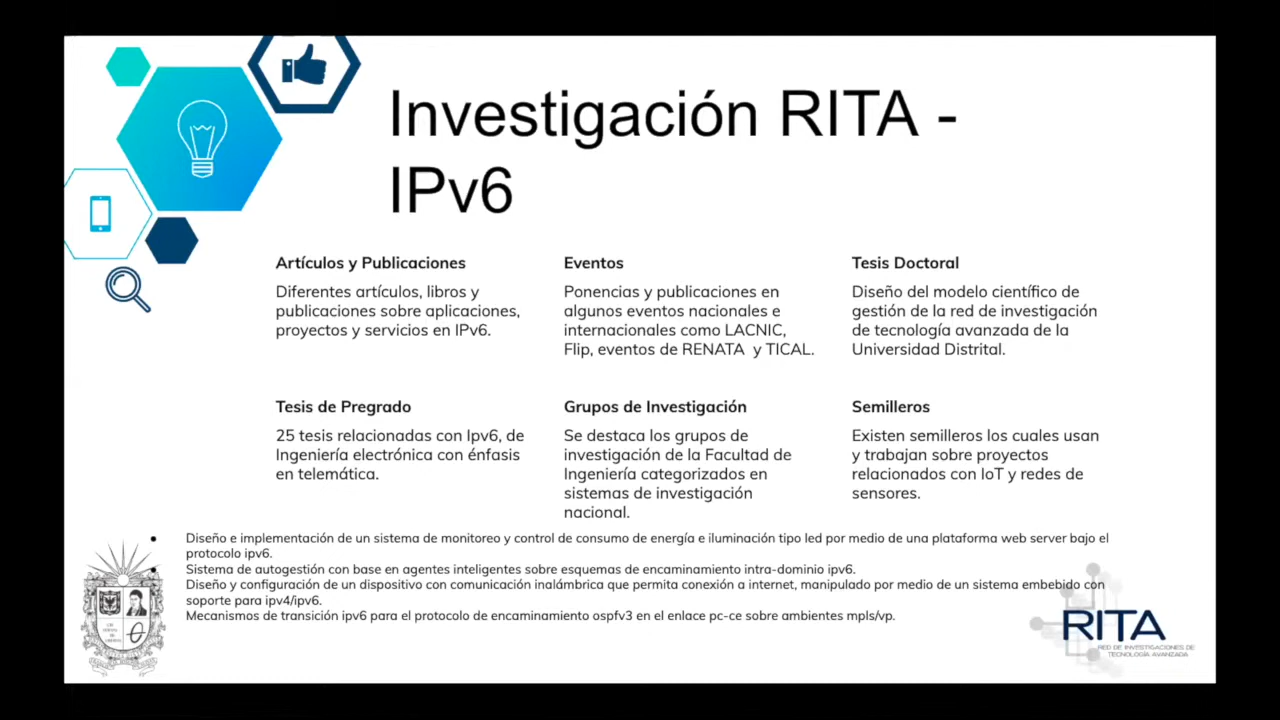 Investigación RITA -
IPv6
Artículos y Publicaciones
Diferentes artículos, libros y
publicaciones sobre aplicaciones,
proyectos y servicios en IPv6.
Eventos
Ponencias y publicaciones en
algunos eventos nacionales e
internacionales como LACNIC,
Flip, eventos de RENATA y TICAL.
Tesis Doctoral
Diseño del modelo científico de
gestión de la red de investigación
de tecnología avanzada de la
Universidad Distrital.
Tesis de Pregrado
25 tesis relacionadas con Ipv6, de
Ingeniería electrónica con énfasis
en telemática.
Grupos de Investigación
Se destaca los grupos de
investigación de la Facultad de
Ingeniería categorizados en
sistemas de investigación
nacional.
Semilleros
Existen semilleros los cuales usan
y trabajan sobre proyectos
relacionados con IoT y redes de
sensores.
Diseño e implementación de un sistema de monitoreo y control de consumo de energía e iluminación tipo led por medio de una plataforma web server bajo el
protocolo ipv6.
Sistema de autogestión con base en agentes inteligentes sobre esquemas de encaminamiento intra-dominio ipv6.
Diseño y configuración de un dispositivo con comunicación inalámbrica que permita conexión a internet, manipulado por medio de un sistema embebido con
soporte para ipv4/ipv6.
Mecanismos de transición ipv6 para el protocolo de encaminamiento ospfv3 en el enlace pc-ce sobre ambientes mpls/vp.
RITA
RED DE INVESTIGACIONES DE
TECNOLOGÍA AVANZADA